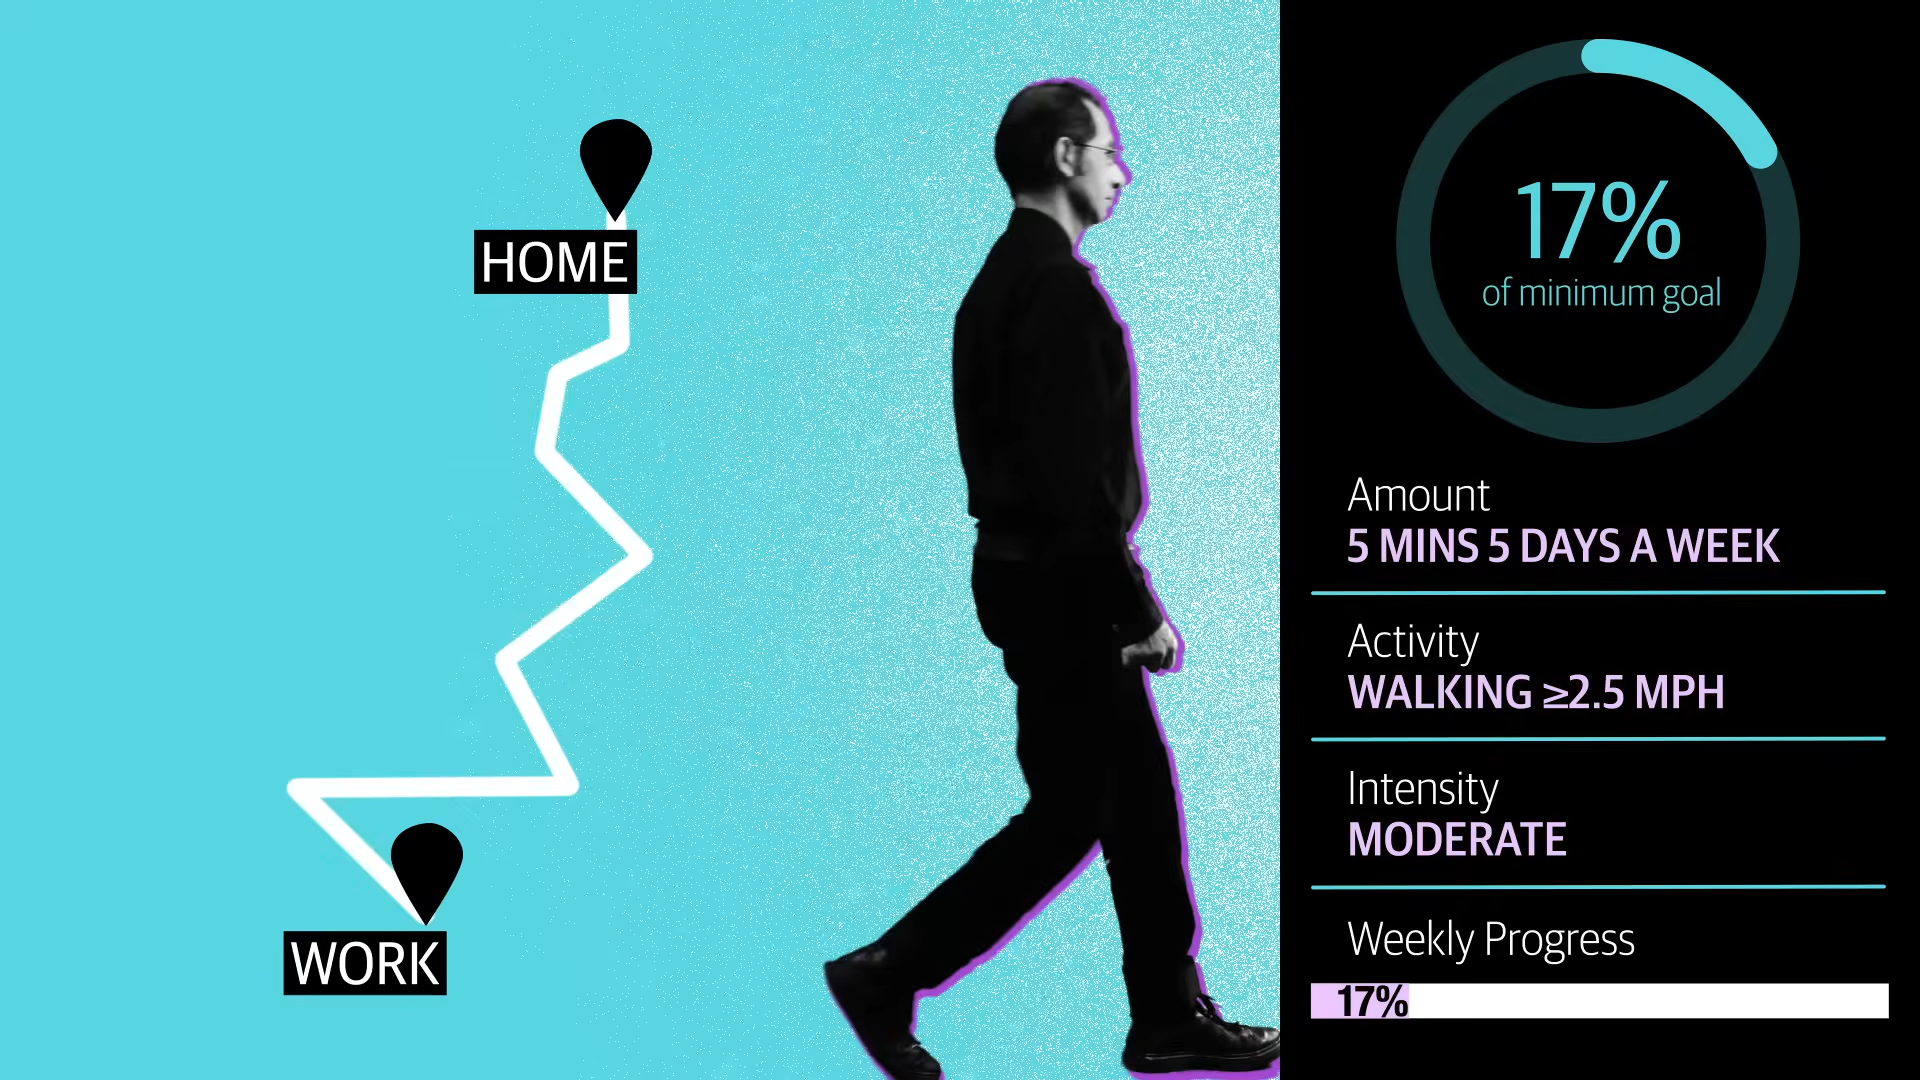 HOME
WORK
17%
of minimum goal
Amount
5 MINS 5 DAYS A WEEK
Activity
WALKING ≥2.5 MPH
Intensity
MODERATE
Weekly Progress
17%